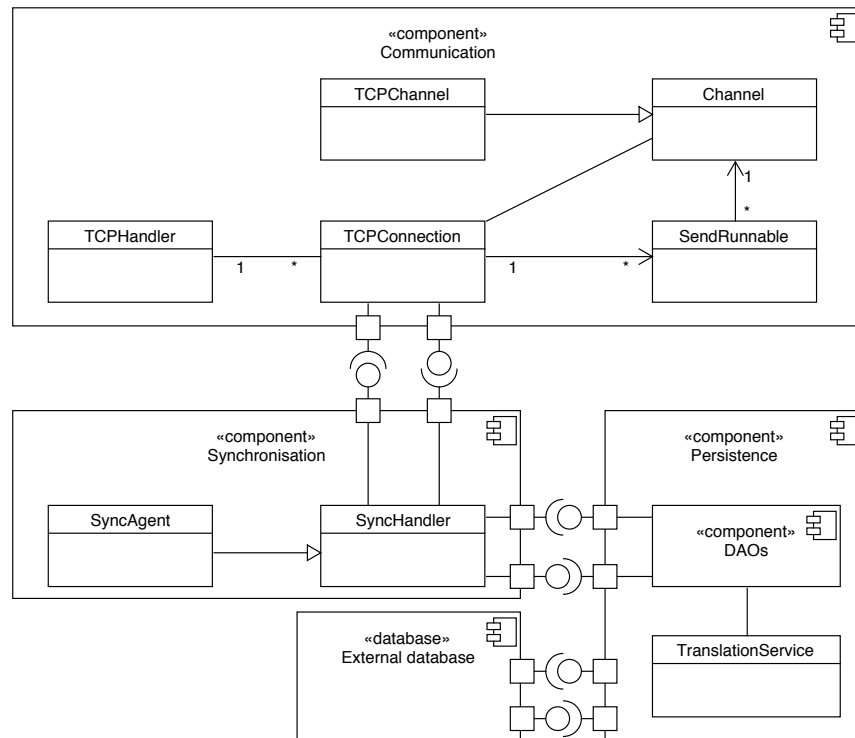 «component»
Communication
TCPChannel
Channel
1
*
TCPHandler
TCPConnection
SendRunnable
1
*
1
*
«component»
Synchronisation
«component»
Persistence
SyncAgent
SyncHandler
«component»
DAOs
«database»
External database
TranslationService